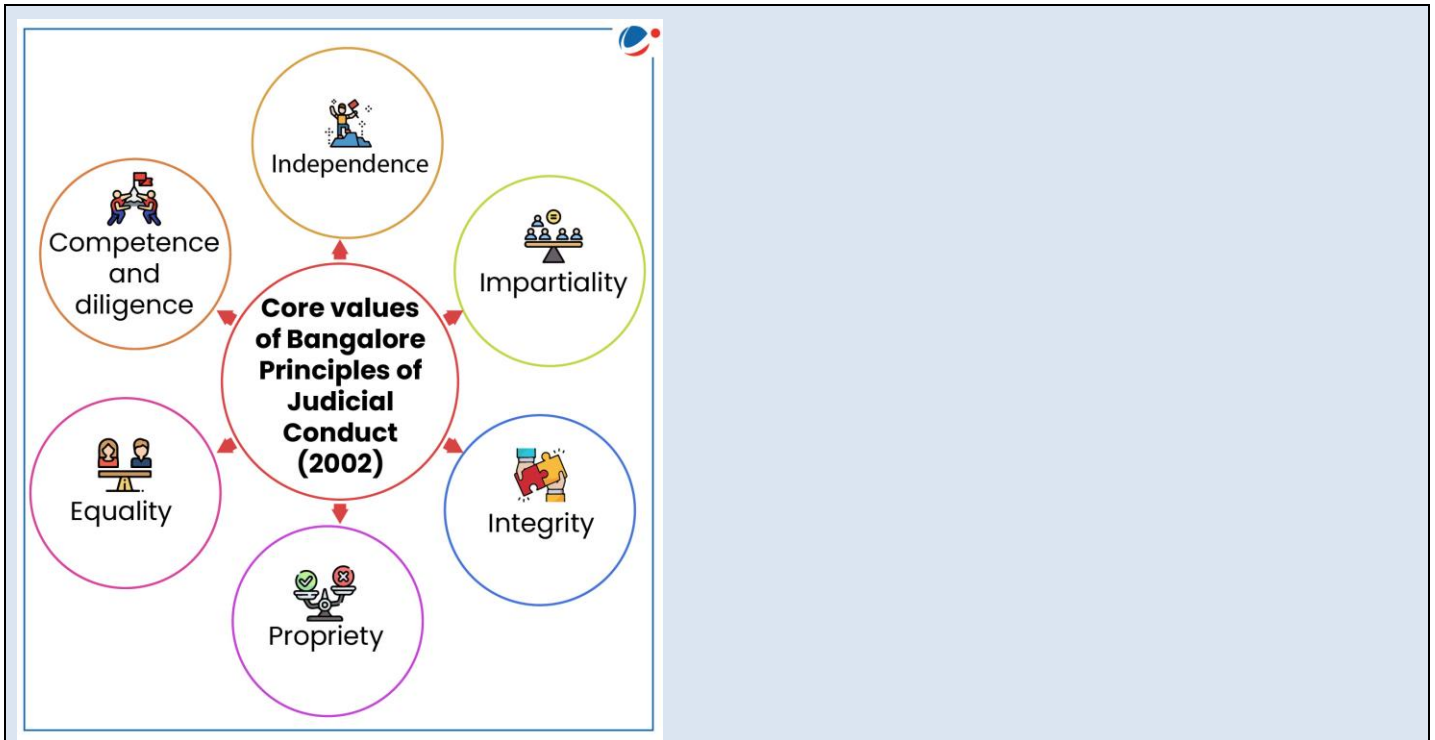 Independence
Impartiality
Integrity
Propriety
Equality
Competence
and
diligence
Core values
of Bangalore
Principles of
Judicial
Conduct
(2002)